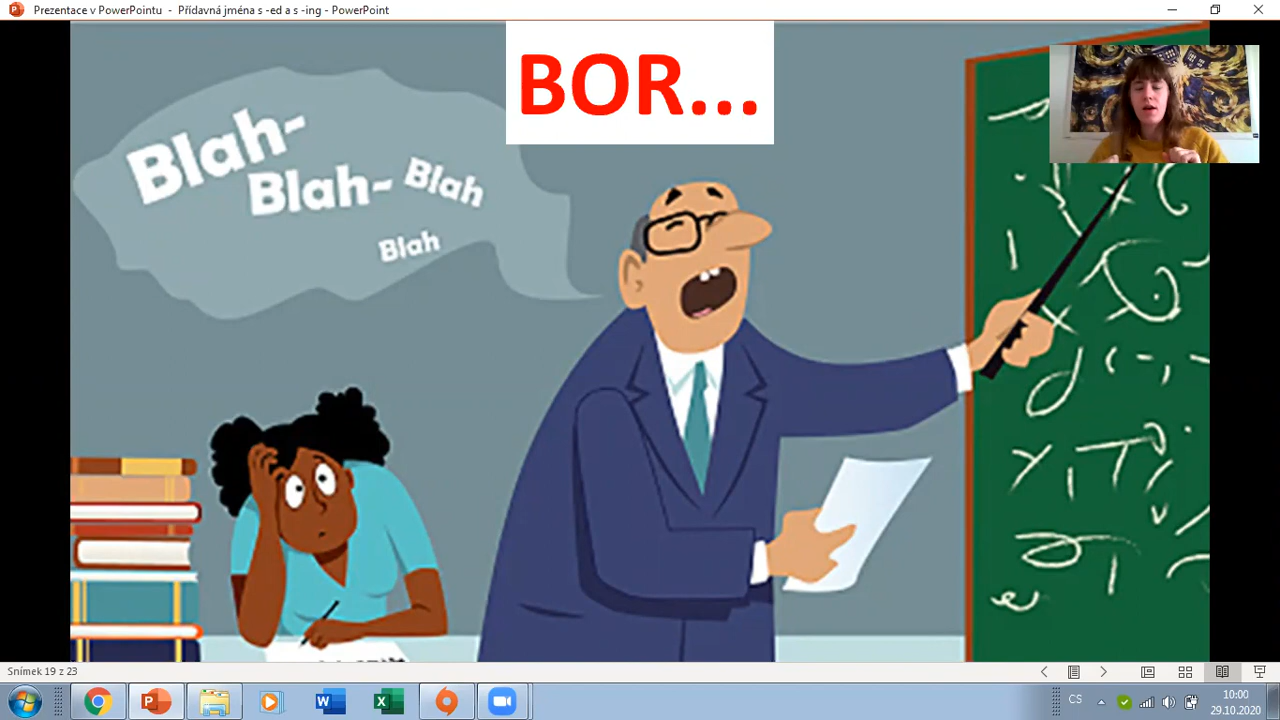 Prezentace v PowerPointu - Přídavná jména s -ed a s -ing - PowerPoint
BOR...
Blah-
Blah- Blah
Blah
Snímek 19 z 23
CS
10:00
29.10.2020